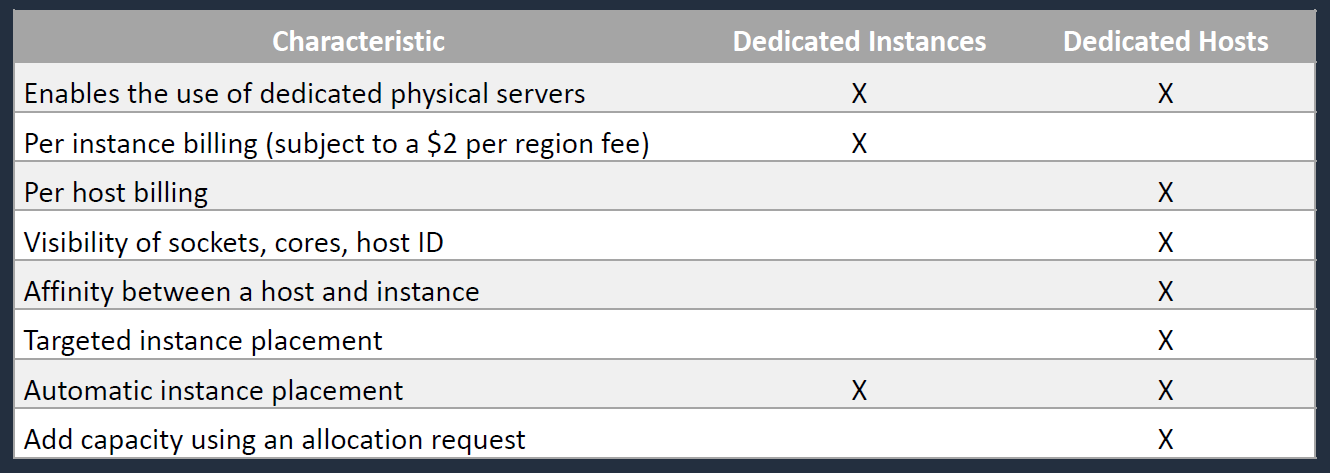 Characteristic Dedicated Instances Dedicated Hosts
Enables the use of dedicated physical servers X X
Per instance billing (subject to a $2 per region fee) X
Per host billing X
Visibility of sockets, cores, host ID X
Affinity between a host and instance X
Targeted instance placement X
Automatic instance placement X X
Add capacity using an allocation request X